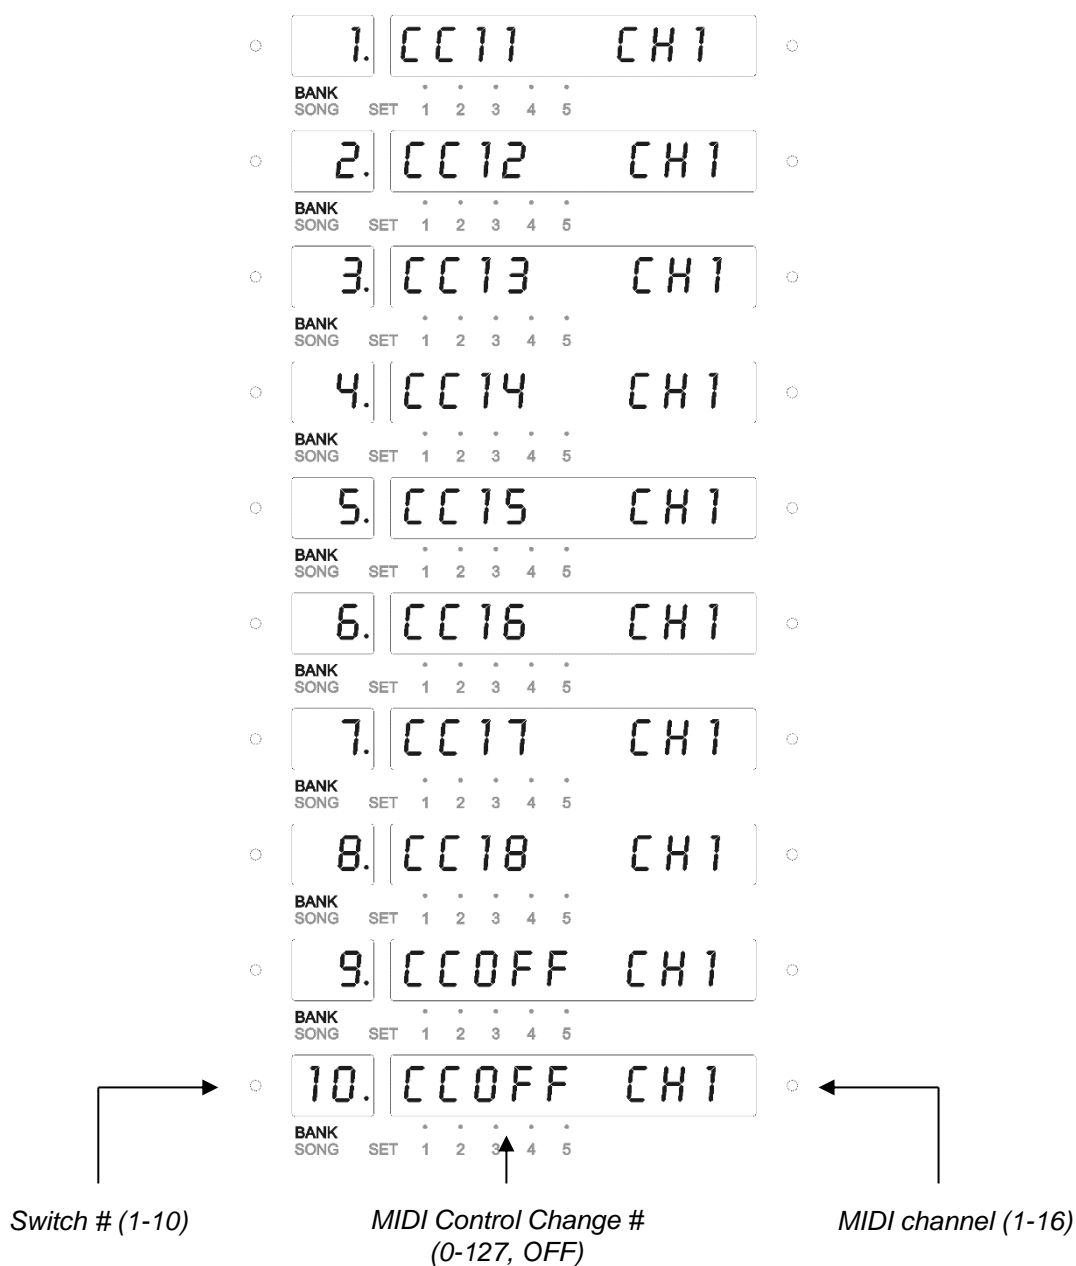 1. CC11 CH1
BANK
SONG SET 1 2 3 4 5
2. CC12 CH1
BANK
SONG SET 1 2 3 4 5
3. CC13 CH1
BANK
SONG SET 1 2 3 4 5
4. CC14 CH1
BANK
SONG SET 1 2 3 4 5
5. CC15 CH1
BANK
SONG SET 1 2 3 4 5
6. CC16 CH1
BANK
SONG SET 1 2 3 4 5
7. CC17 CH1
BANK
SONG SET 1 2 3 4 5
8. CC18 CH1
BANK
SONG SET 1 2 3 4 5
9. CCOFF CH1
BANK
SONG SET 1 2 3 4 5
10. CCOFF CH1
BANK
SONG SET 1 2 3 4 5
Switch # (1-10) MIDI Control Change # MIDI channel (1-16)
(0-127, OFF)